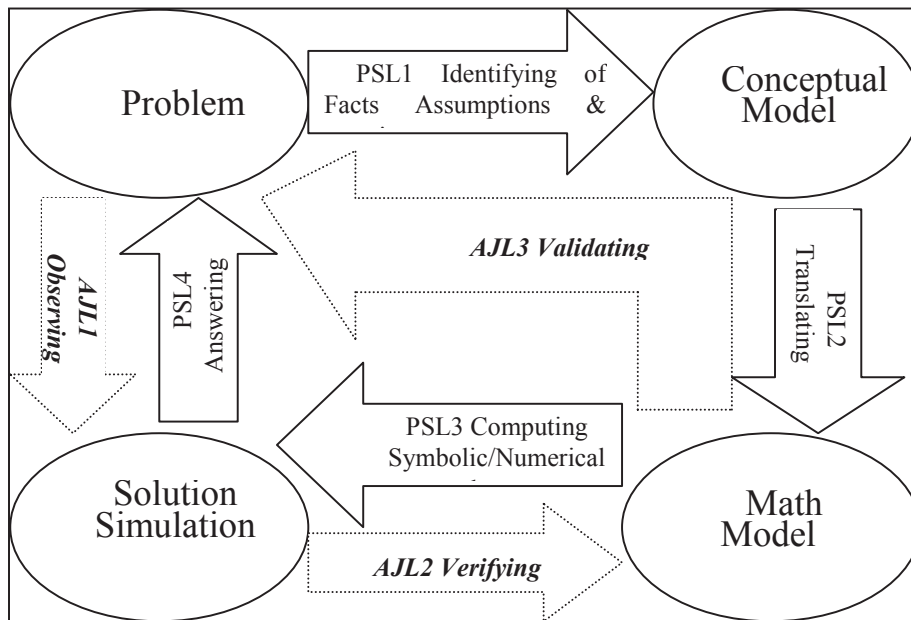 Problem
PSL1 Identifying of
Facts Assumptions &
Conceptual
Model
AJL1
Observing
PSL4
Answering
AJL3 Validating
PSL2
Translating
PSL3 Computing
Symbolic/Numerical
Solution
Simulation
AJL2 Verifying
Math
Model